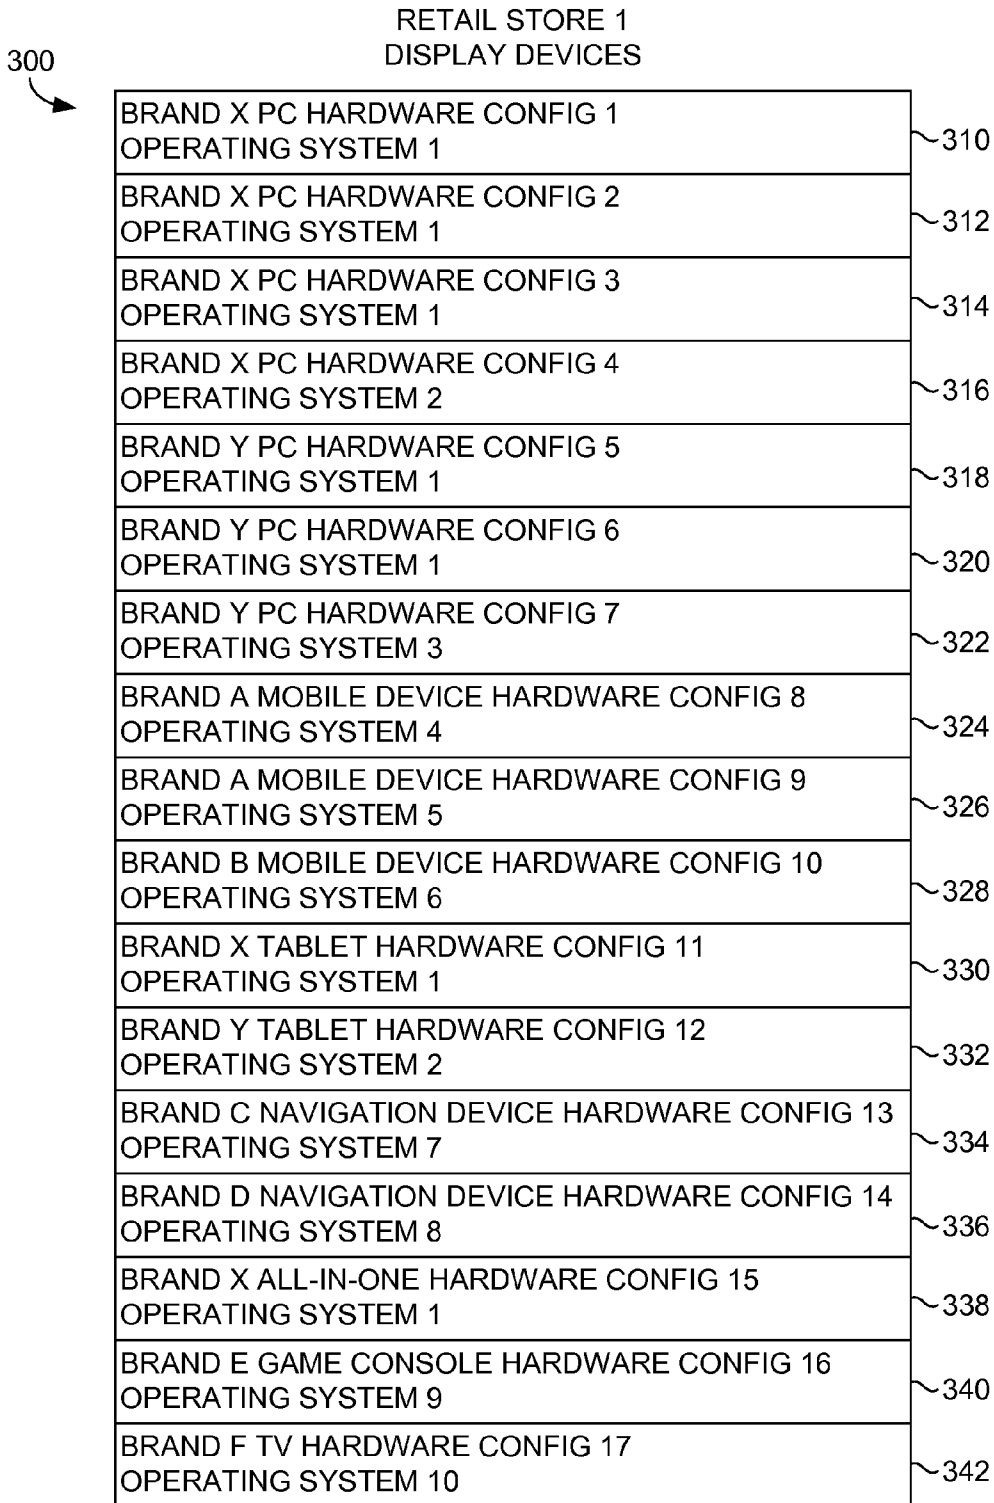 RETAIL STORE 1
DISPLAY DEVICES
300
BRAND X PC HARDWARE CONFIG 1
OPERATING SYSTEM 1
310
BRAND X PC HARDWARE CONFIG 2
OPERATING SYSTEM 1
312
BRAND X PC HARDWARE CONFIG 3
OPERATING SYSTEM 1
314
BRAND X PC HARDWARE CONFIG 4
OPERATING SYSTEM 2
316
BRAND Y PC HARDWARE CONFIG 5
OPERATING SYSTEM 1
318
BRAND Y PC HARDWARE CONFIG 6
OPERATING SYSTEM 1
320
BRAND Y PC HARDWARE CONFIG 7
OPERATING SYSTEM 3
322
BRAND A MOBILE DEVICE HARDWARE CONFIG 8
OPERATING SYSTEM 4
324
BRAND A MOBILE DEVICE HARDWARE CONFIG 9
OPERATING SYSTEM 5
326
BRAND B MOBILE DEVICE HARDWARE CONFIG 10
OPERATING SYSTEM 6
328
BRAND X TABLET HARDWARE CONFIG 11
OPERATING SYSTEM 1
330
BRAND Y TABLET HARDWARE CONFIG 12
OPERATING SYSTEM 2
332
BRAND C NAVIGATION DEVICE HARDWARE CONFIG 13
OPERATING SYSTEM 7
334
BRAND D NAVIGATION DEVICE HARDWARE CONFIG 14
OPERATING SYSTEM 8
336
BRAND X ALL-IN-ONE HARDWARE CONFIG 15
OPERATING SYSTEM 1
338
BRAND E GAME CONSOLE HARDWARE CONFIG 16
OPERATING SYSTEM 9
340
BRAND F TV HARDWARE CONFIG 17
OPERATING SYSTEM 10
342